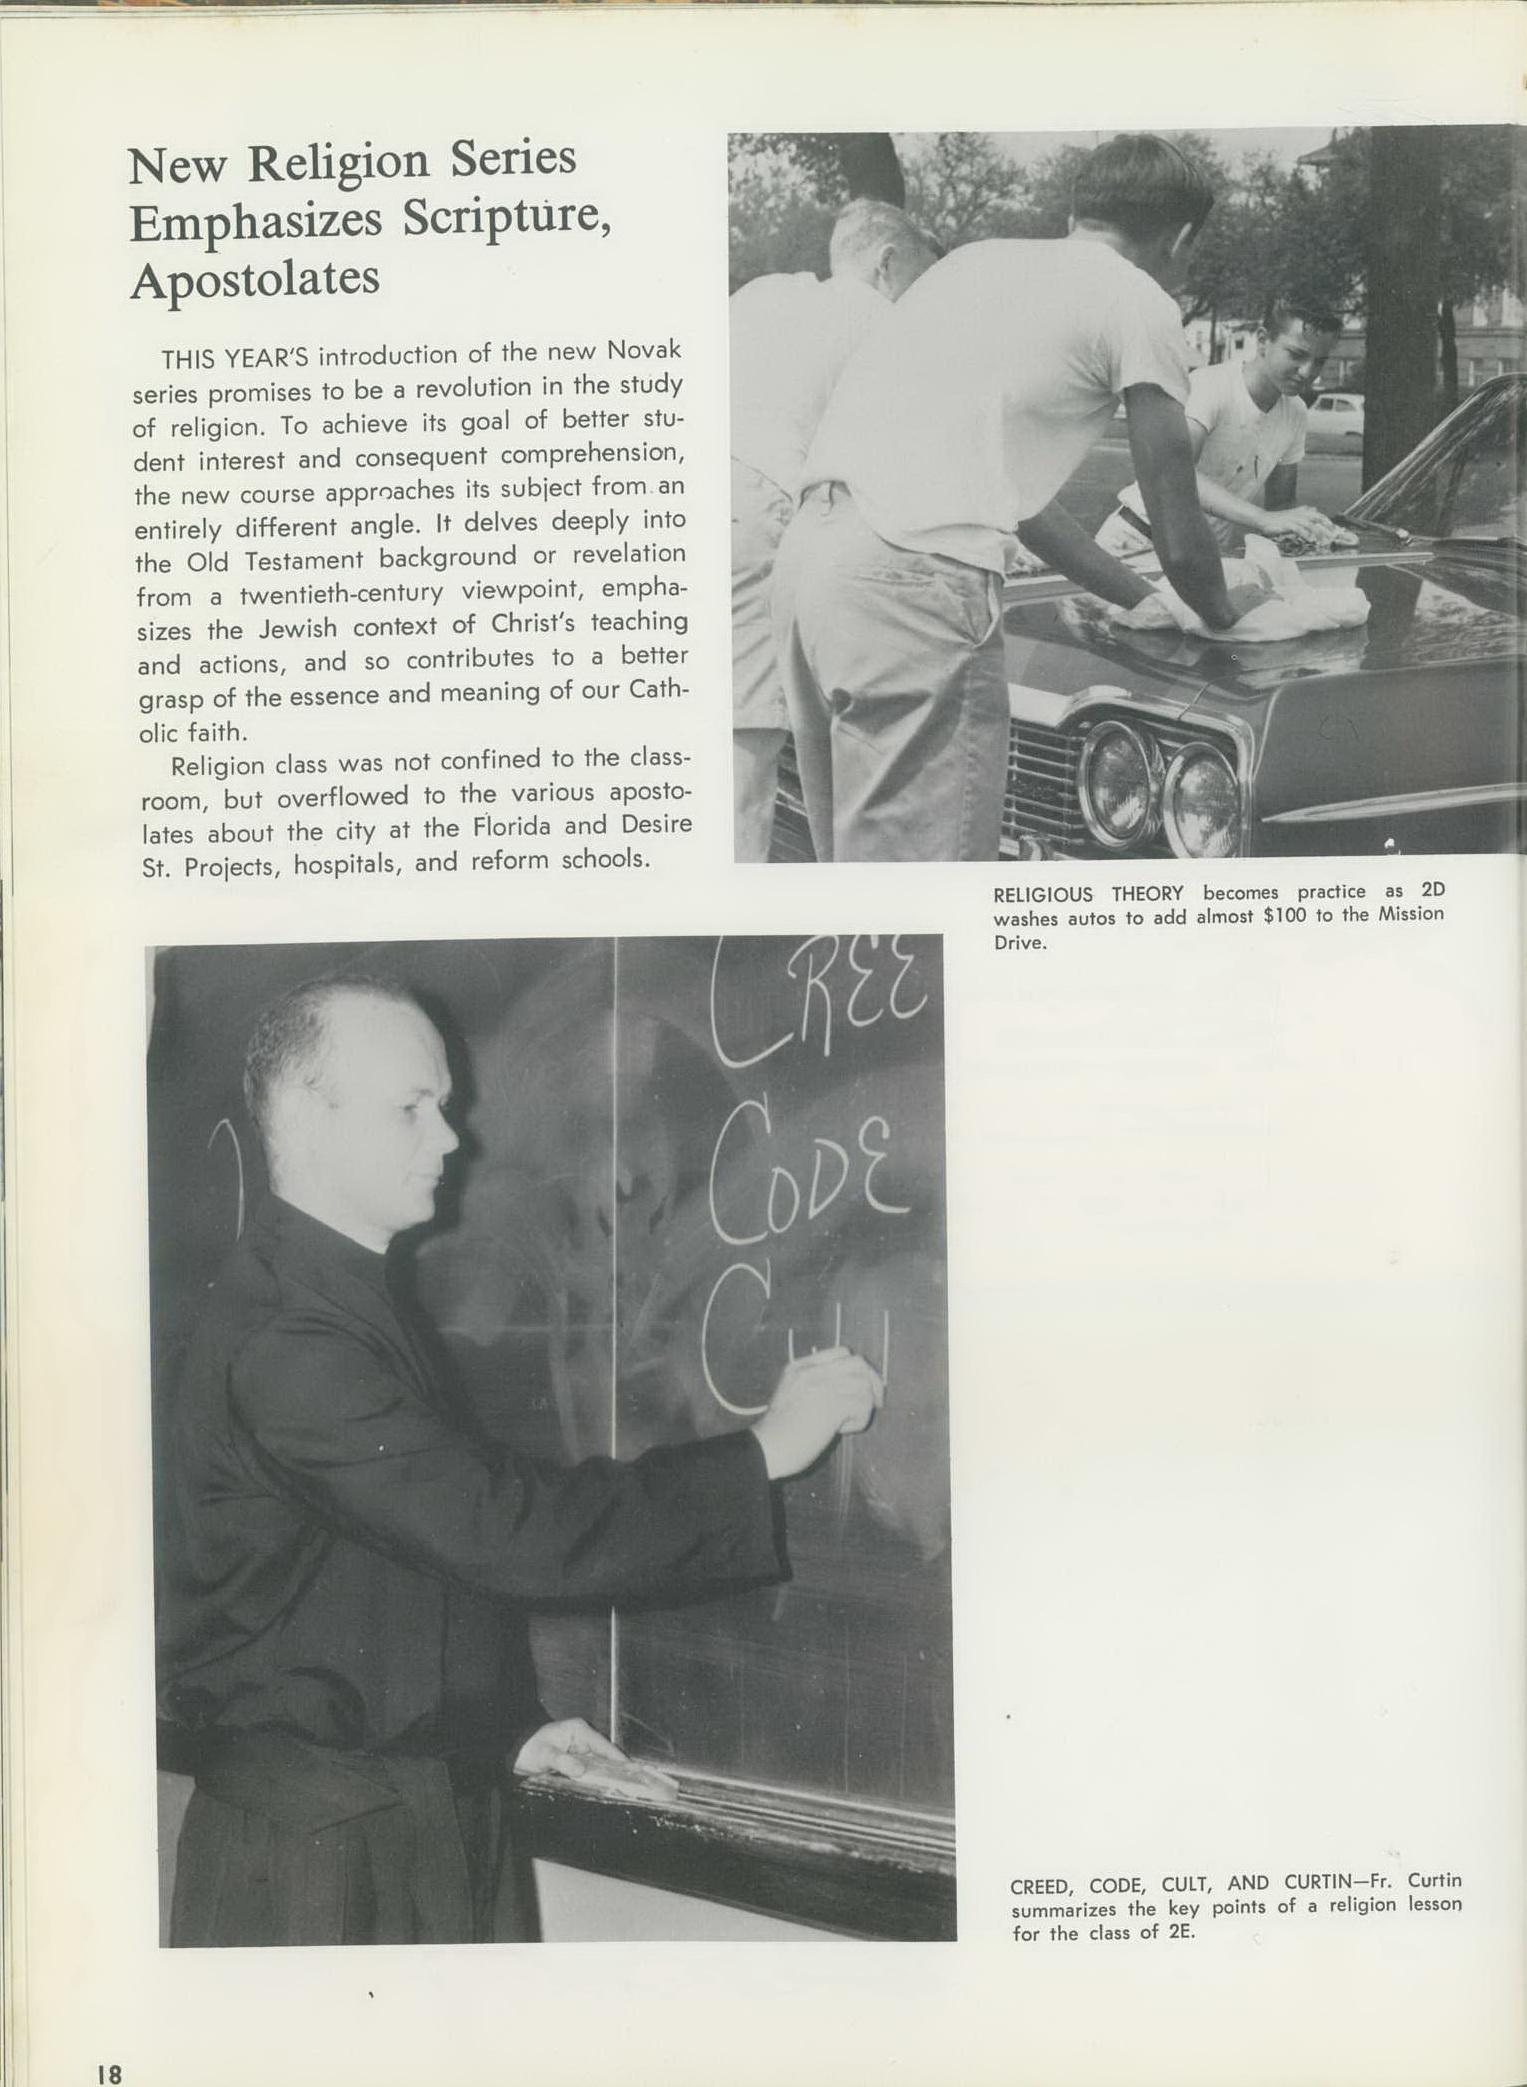 New Religion Series
Emphasizes Scripture,
Apostolates
THIS YEAR'S introduction of the new Novak
series promises to be a revolution in the study
of religion. To achieve its goal of better stu-
dent interest and consequent comprehension,
the new course approaches its subject from an
entirely different angle. It delves deeply into
the Old Testament background or revelation
from a twentieth-century viewpoint, empha-
sizes the Jewish context of Christ's teaching
and actions, and so contributes to a better
grasp of the essence and meaning of our Cath-
olic faith.
Religion class was not confined to the class-
room, but overflowed to the various aposto-
lates about the city at the Florida and Desire
St. Projects, hospitals, and reform schools.
RELIGIOUS THEORY becomes practice as 2D
washes autos to add almost $100 to the Mission
Drive.
CREE
CODE
CUL
CREED, CODE, CULT, AND CURTIN—Fr. Curtin
summarizes the key points of a religion lesson
for the class of 2E.
18